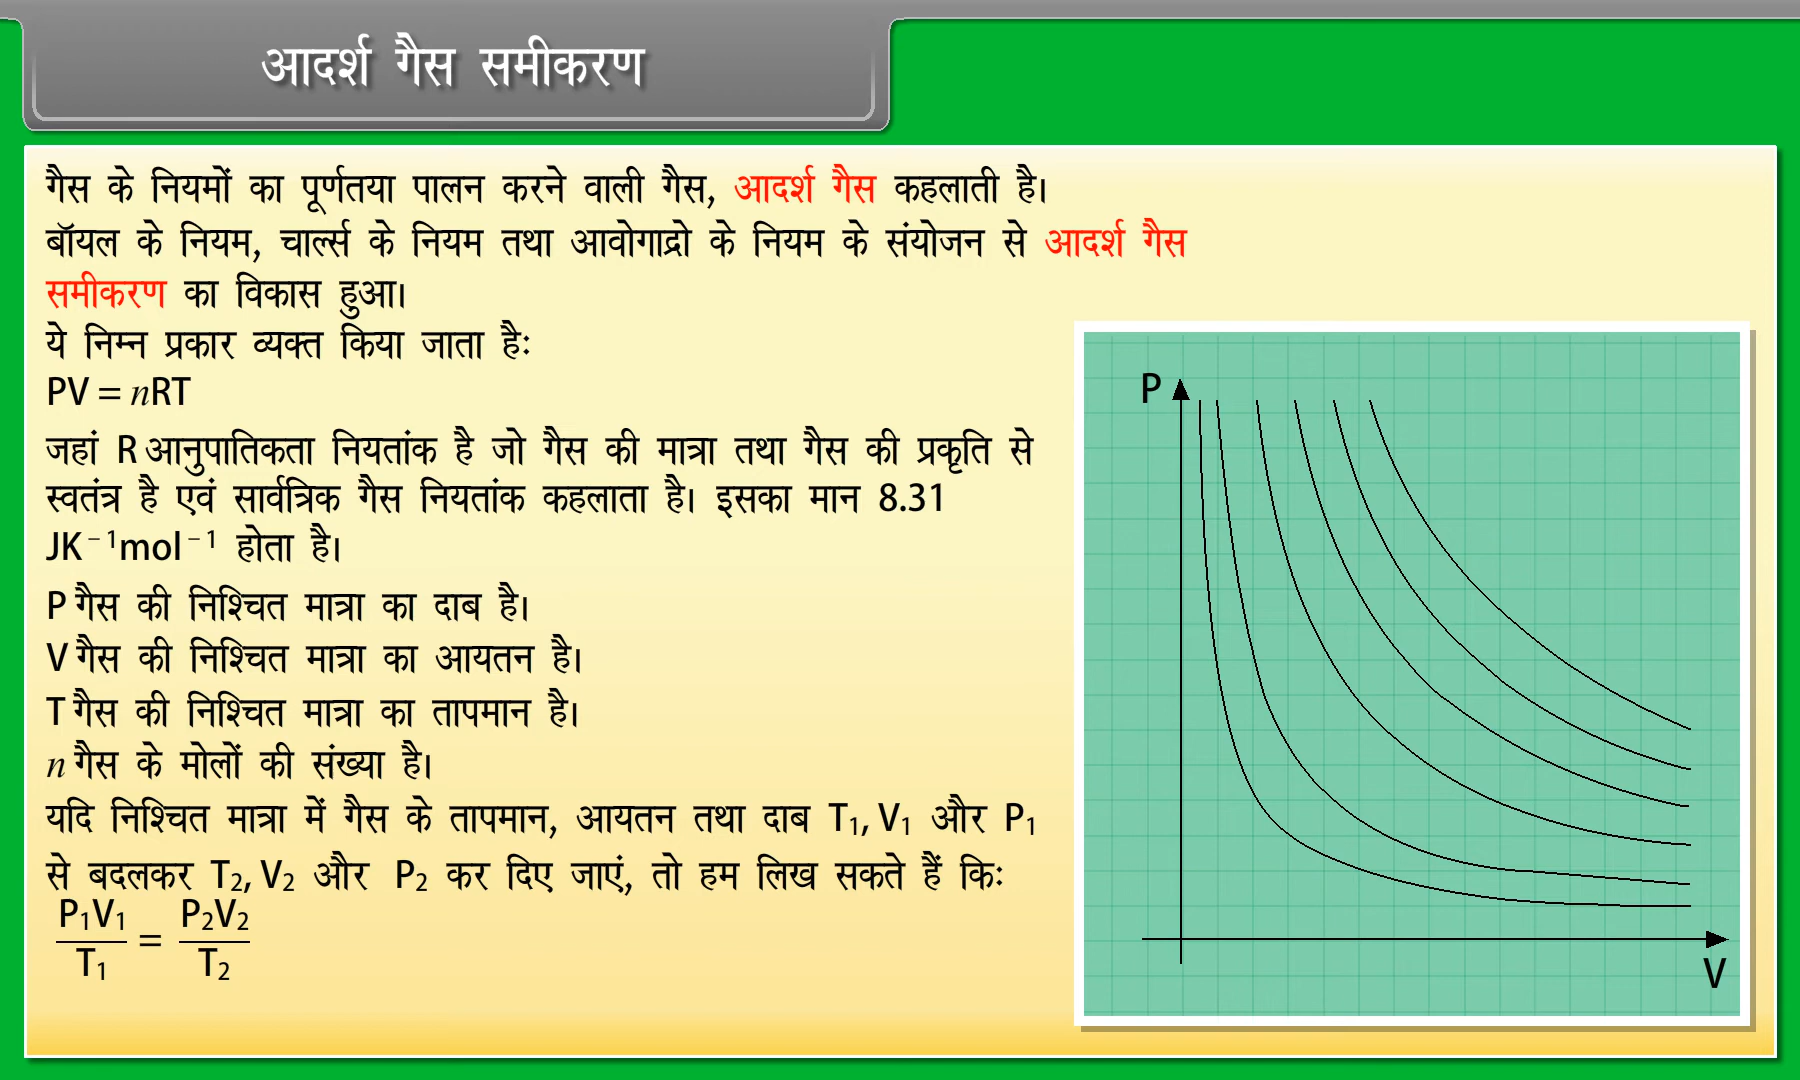 आदर्श गैस समीकरण
गैस के नियमों का पूर्णतया पालन करने वाली गैस, आदर्श गैस कहलाती है।
बॉयल के नियम, चार्ल्स के नियम तथा आवोगाद्रो के नियम के संयोजन से आदर्श गैस
समीकरण का विकास हुआ।
ये निम्न प्रकार व्यक्त किया जाता हैः
PV = nRT
जहां R आनुपातिकता नियतांक है जो गैस की मात्रा तथा गैस की प्रकृति से
स्वतंत्र है एवं सार्वत्रिक गैस नियतांक कहलाता है। इसका मान 8.31
JK⁻¹mol⁻¹ होता है।
P गैस की निश्चित मात्रा का दाब है।
V गैस की निश्चित मात्रा का आयतन है।
T गैस की निश्चित मात्रा का तापमान है।
n गैस के मोलों की संख्या है।
यदि निश्चित मात्रा में गैस के तापमान, आयतन तथा दाब T₁, V₁ और P₁
से बदलकर T₂, V₂ और P₂ कर दिए जाएं, तो हम लिख सकते हैं किः
P₁V₁/T₁ = P₂V₂/T₂
P
V